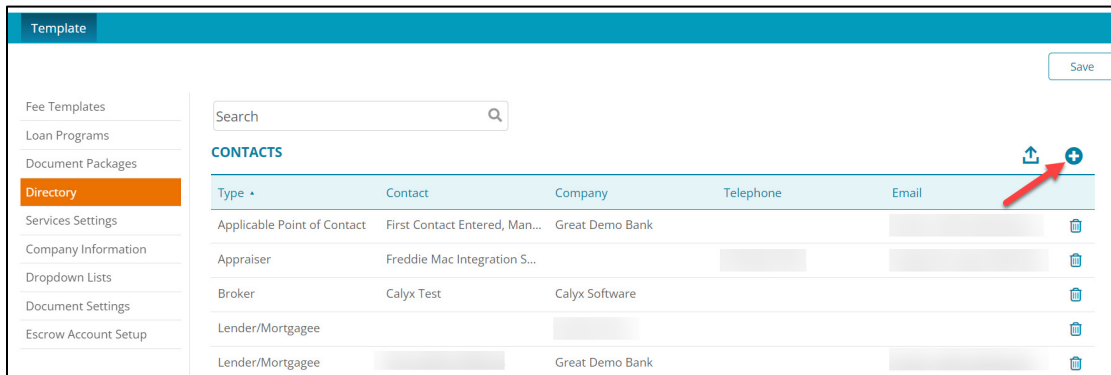 Template
Save
Fee Templates
Loan Programs
Document Packages
Directory
Services Settings
Company Information
Dropdown Lists
Document Settings
Escrow Account Setup
Search
CONTACTS
Type Contact Company Telephone Email
Applicable Point of Contact First Contact Entered, Man... Great Demo Bank
Appraiser Freddie Mac Integration S...
Broker Calyx Test Calyx Software
Lender/Mortgagee
Lender/Mortgagee Great Demo Bank